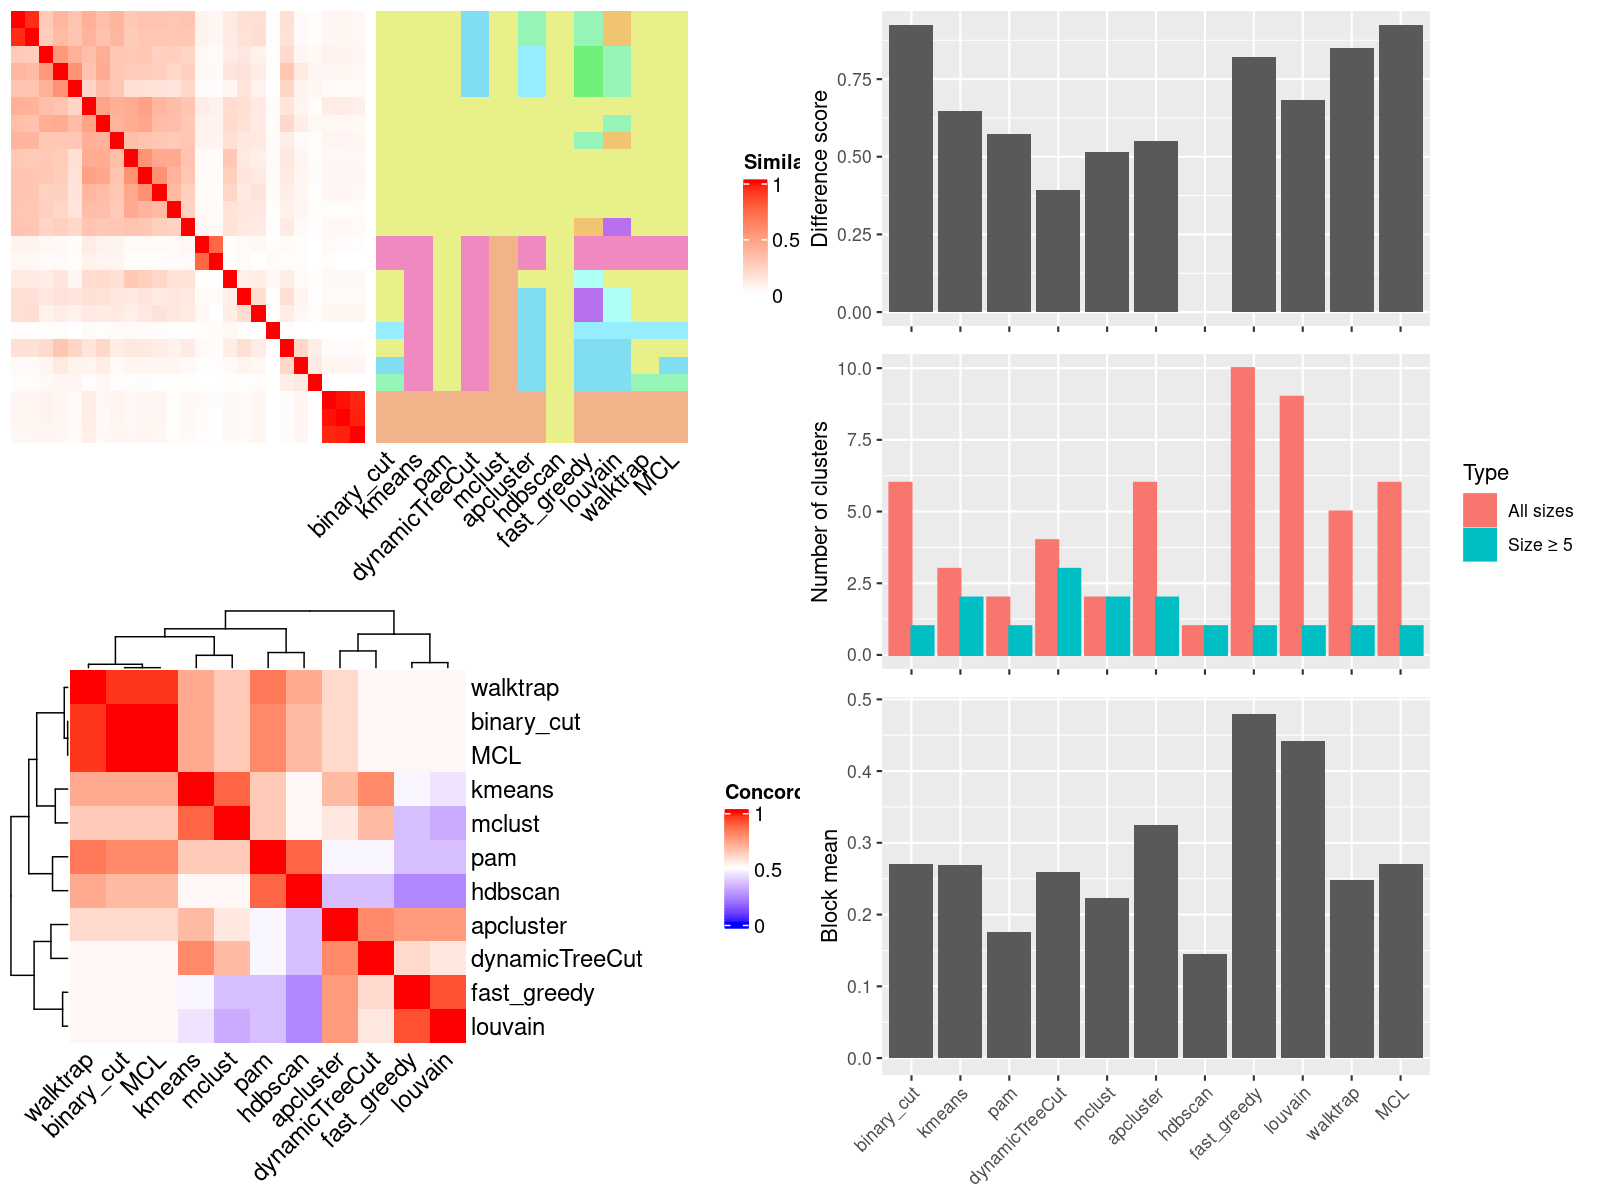 Simila
1
0.5
0
binary_cut
kmeans
pam
dynamicTreeCut
mclust
apcluster
hdbscan
fast_greedy
louvain
walktrap
MCL
walktrap
binary_cut
MCL
kmeans
mclust
pam
hdbscan
apcluster
dynamicTreeCut
fast_greedy
louvain
walktrap
binary_cut
MCL
kmeans
mclust
pam
hdbscan
apcluster
dynamicTreeCut
fast_greedy
louvain
Concord
1
0.5
0
Difference score
0.75
0.50
0.25
0.00
Number of clusters
10.0
7.5
5.0
2.5
0.0
Type
All sizes
Size ≥ 5
Block mean
0.5
0.4
0.3
0.2
0.1
0.0
binary_cut
kmeans
pam
dynamicTreeCut
mclust
apcluster
hdbscan
fast_greedy
louvain
walktrap
MCL